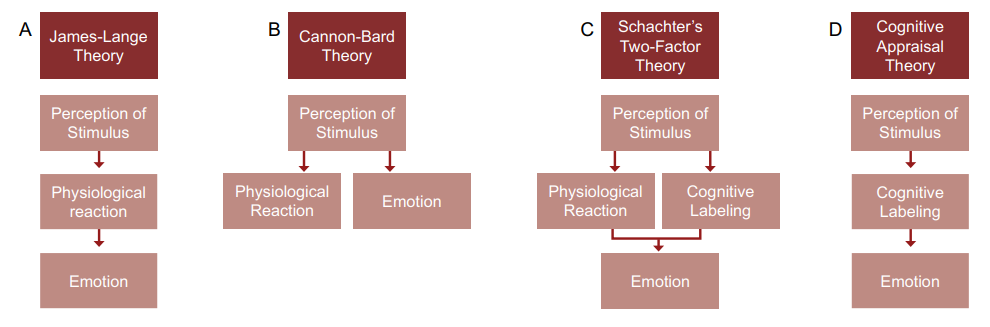 A
James-Lange
Theory
Perception of
Stimulus
Physiological
reaction
Emotion
B
Cannon-Bard
Theory
Perception of
Stimulus
Physiological
Reaction
Emotion
C
Schachter's
Two-Factor
Theory
Perception of
Stimulus
Physiological
Reaction
Cognitive
Labeling
Emotion
D
Cognitive
Appraisal
Theory
Perception of
Stimulus
Cognitive
Labeling
Emotion